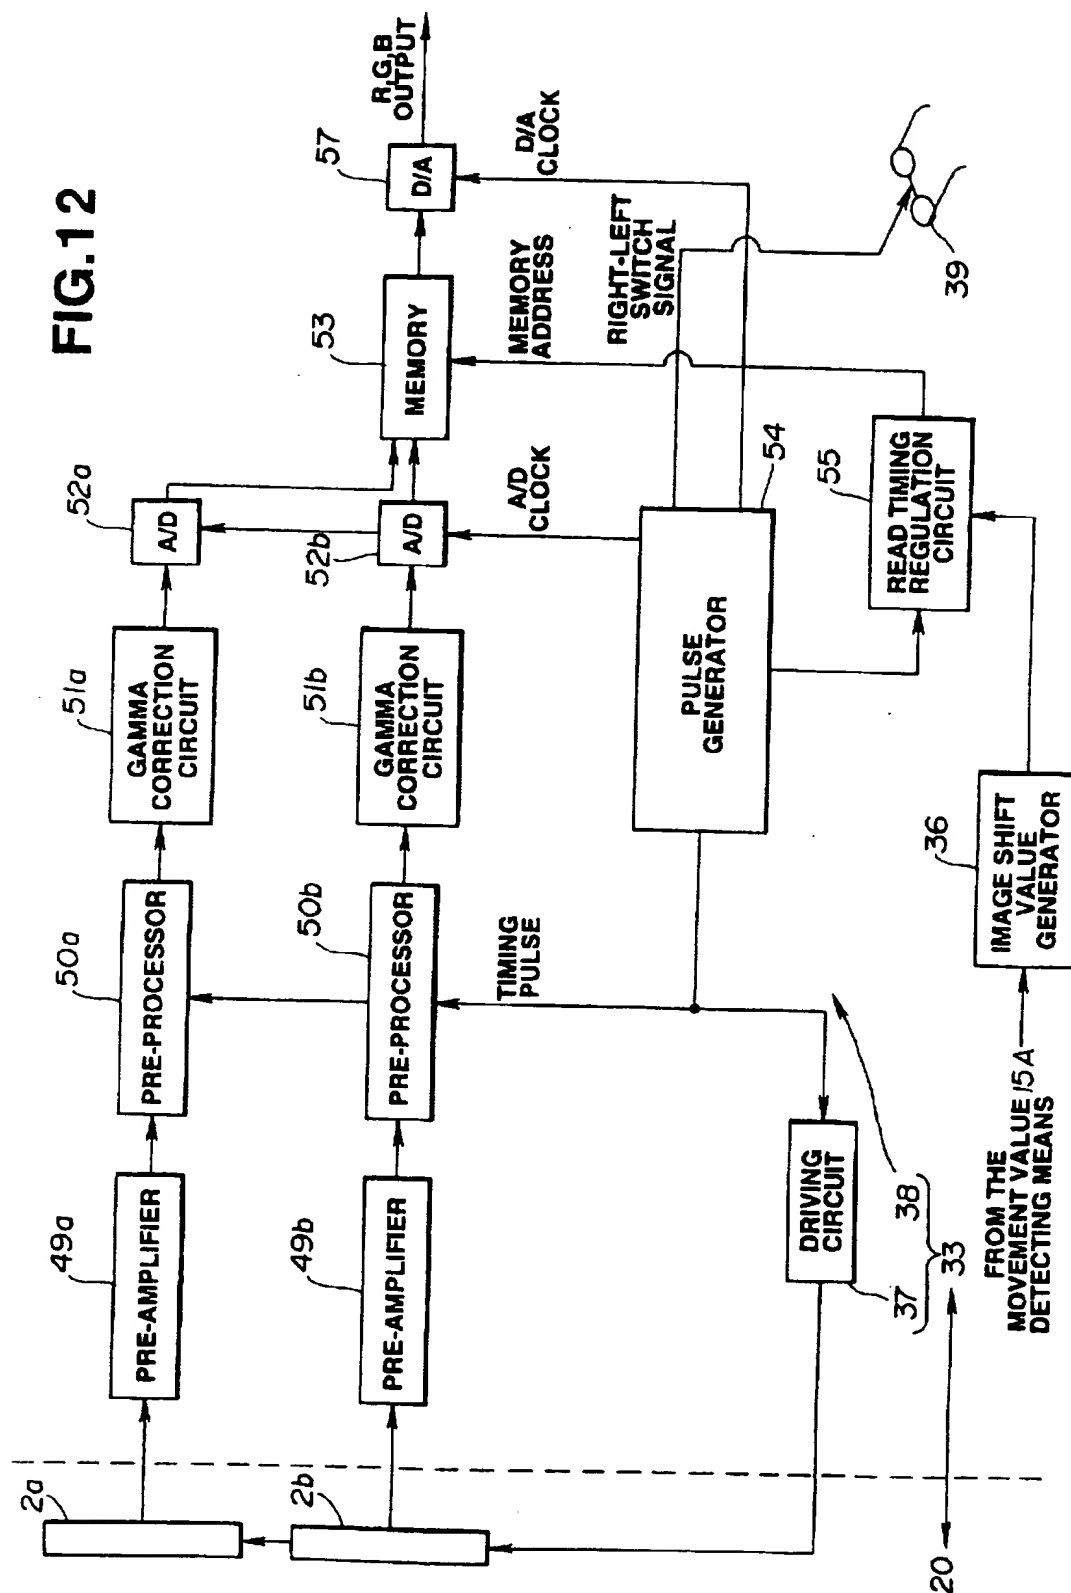 FIG.12
R,G,B
OUTPUT
57
D/A
D/A
CLOCK
53
MEMORY
MEMORY
ADDRESS
RIGHT-LEFT
SWITCH
SIGNAL
39
52a
A/D
52b
A/D
A/D
CLOCK
54
55
READ TIMING
REGULATION
CIRCUIT
51a
GAMMA
CORRECTION
CIRCUIT
51b
GAMMA
CORRECTION
CIRCUIT
PULSE
GENERATOR
36
IMAGE SHIFT
VALUE
GENERATOR
50a
PRE-PROCESSOR
50b
PRE-PROCESSOR
TIMING
PULSE
49a
PRE-AMPLIFIER
49b
PRE-AMPLIFIER
DRIVING
CIRCUIT
37
38
33
FROM THE
MOVEMENT VALUE 15A
DETECTING MEANS
2a
2b
20